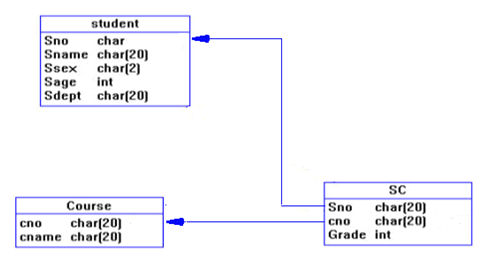 student
Sno char
Sname char(20)
Ssex char(2)
Sage int
Sdept char(20)
Course
cno char(20)
cname char(20)
SC
Sno char(20)
cno char(20)
Grade int